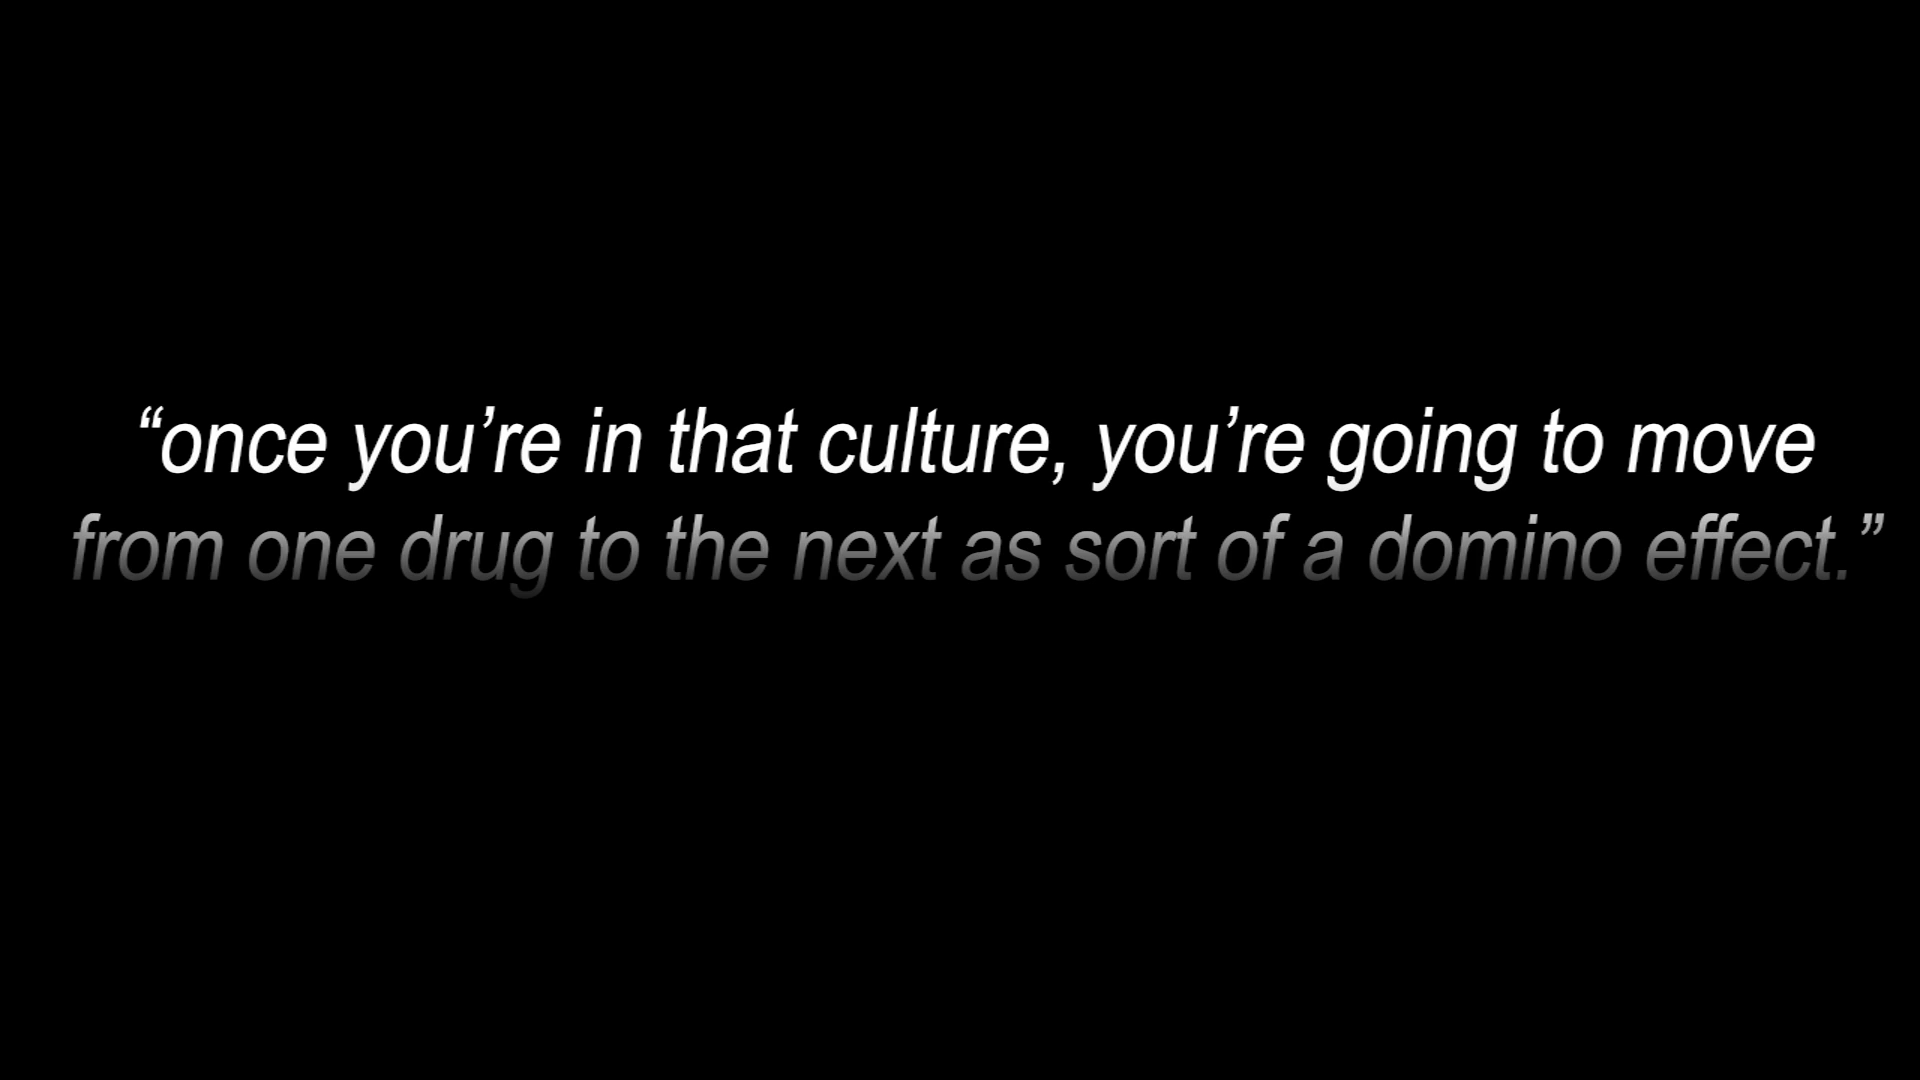 “once you’re in that culture, you’re going to move
from one drug to the next as sort of a domino effect.”